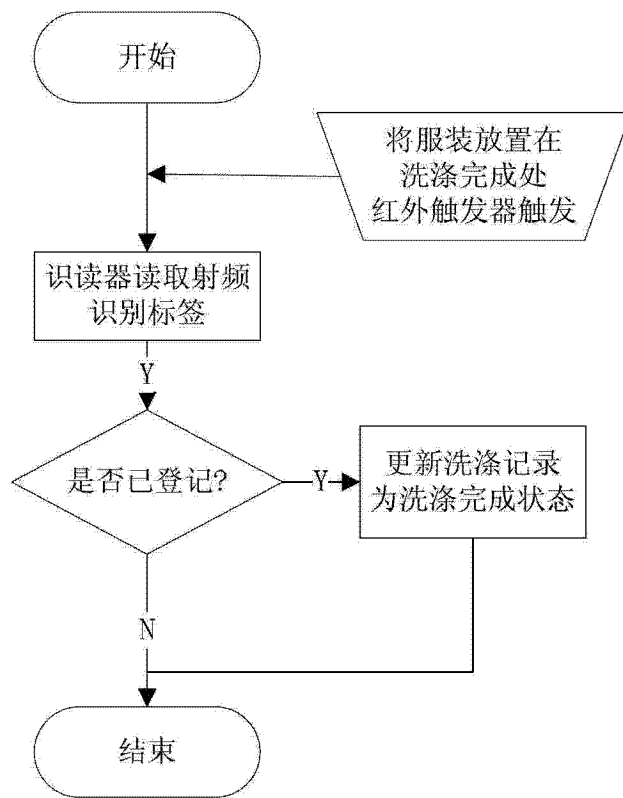 开始
将服装放置在
洗涤完成处
红外触发器触发
识读器读取射频
识别标签
Y
是否已登记?
Y
更新洗涤记录
为洗涤完成状态
N
结束